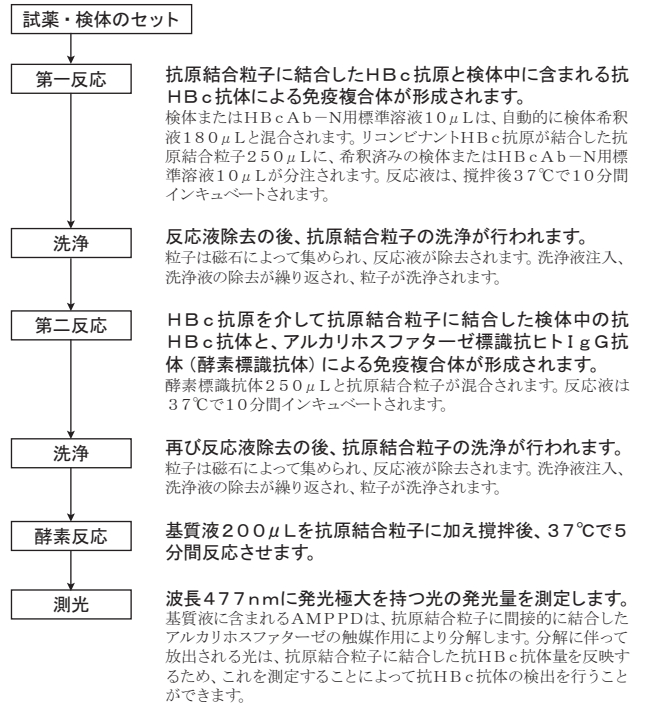 試薬・検体のセット
第一反応
抗原結合粒子に結合したＨＢｃ抗原と検体中に含まれる抗
ＨＢｃ抗体による免疫複合体が形成されます。
検体またはＨＢｃＡｂ－Ｎ用標準溶液１０μＬは、自動的に検体希釈
液１８０μＬと混合されます。リコンビナントＨＢｃ抗原が結合した抗
原結合粒子２５０μＬに、希釈済みの検体またはＨＢｃＡｂ－Ｎ用標
準溶液１０μＬが分注されます。反応液は、撹拌後３７℃で１０分間
インキュベートされます。
洗浄
反応液除去の後、抗原結合粒子の洗浄が行われます。
粒子は磁石によって集められ、反応液が除去されます。洗浄液注入、
洗浄液の除去が繰り返され、粒子が洗浄されます。
第二反応
ＨＢｃ抗原を介して抗原結合粒子に結合した検体中の抗
ＨＢｃ抗体と、アルカリホスファターゼ標識抗ヒトＩｇＧ抗
体（酵素標識抗体）による免疫複合体が形成されます。
酵素標識抗体２５０μＬと抗原結合粒子が混合されます。反応液は
３７℃で１０分間インキュベートされます。
洗浄
再び反応液除去の後、抗原結合粒子の洗浄が行われます。
粒子は磁石によって集められ、反応液が除去されます。洗浄液注入、
洗浄液の除去が繰り返され、粒子が洗浄されます。
酵素反応
基質液２００μＬを抗原結合粒子に加え撹拌後、３７℃で５
分間反応させます。
測光
波長４７７ｎｍに発光極大を持つ光の発光量を測定します。
基質液に含まれるＡＭＰＰＤは、抗原結合粒子に間接的に結合した
アルカリホスファターゼの触媒作用により分解します。分解に伴って
放出される光は、抗原結合粒子に結合した抗ＨＢｃ抗体量を反映す
るため、これを測定することによって抗ＨＢｃ抗体の検出を行うこと
ができます。